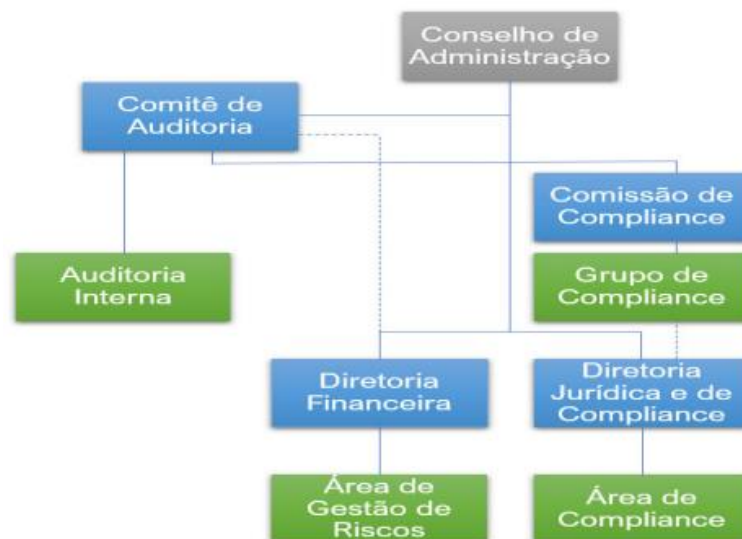 Conselho de
Administração
Comitê de
Auditoria
Comissão de
Compliance
Auditoria
Interna
Grupo de
Compliance
Diretoria
Financeira
Diretoria
Jurídica e de
Compliance
Área de
Gestão de
Riscos
Área de
Compliance